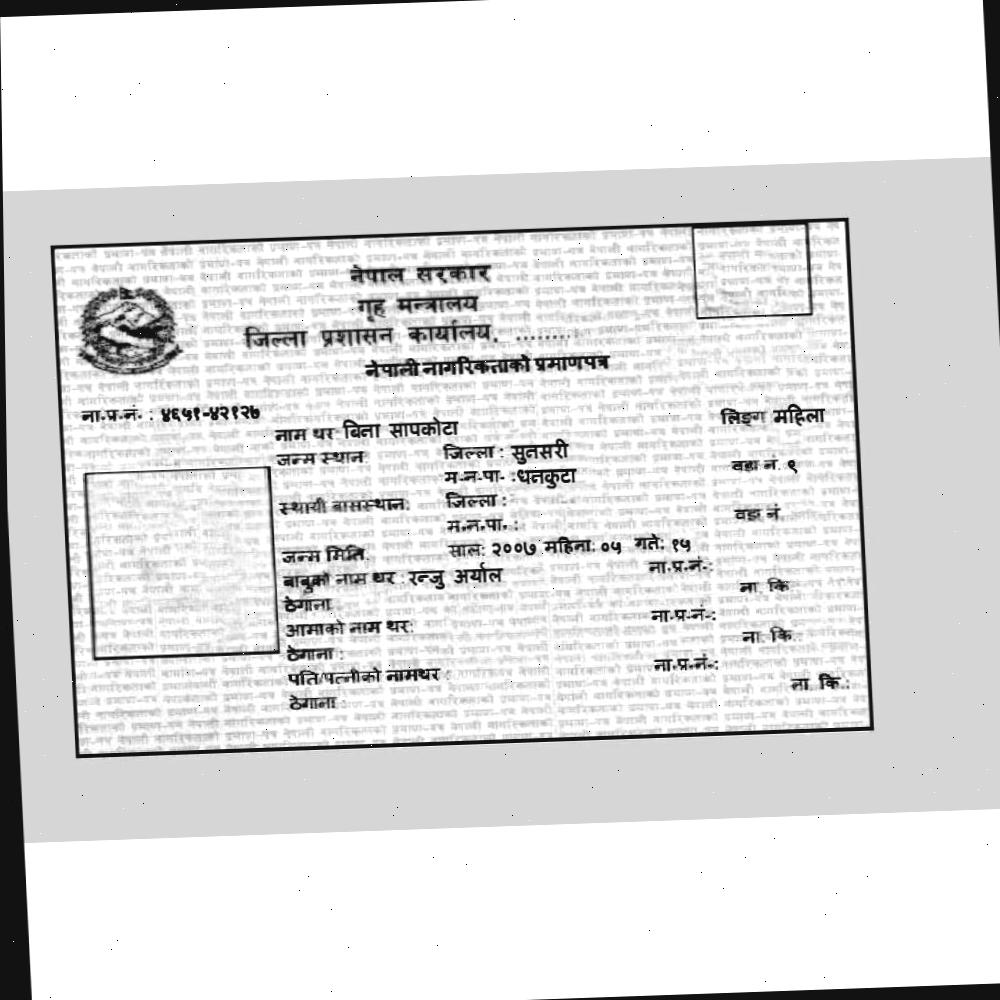 नेपाल सरकार
गृह मन्त्रालय
जिल्ला प्रशासन कार्यालय, ........
नेपाली नागरिकताको प्रमाणपत्र
ना.प्र.नं. : ४६५१-४२१२७
लिङ्ग महिला
नाम थर बिना सापकोटा
जन्म स्थान जिल्ला : सुनसरी
म.न.पा. : धनकुटा वडा नं. ९
स्थायी बासस्थान: जिल्ला :
म.न.पा. : वडा नं.
जन्म मिति: साल: २००७ महिना: ०५ गते: १५
बाबुको नाम थर : रन्जु अर्याल ना.प्र.नं.:
ठेगाना ना. कि
आमाको नाम थर: ना.प्र.नं.:
ठेगाना : ना. कि.:
पति/पत्नीको नामथर : ना.प्र.नं.:
ठेगाना : ना. कि.: